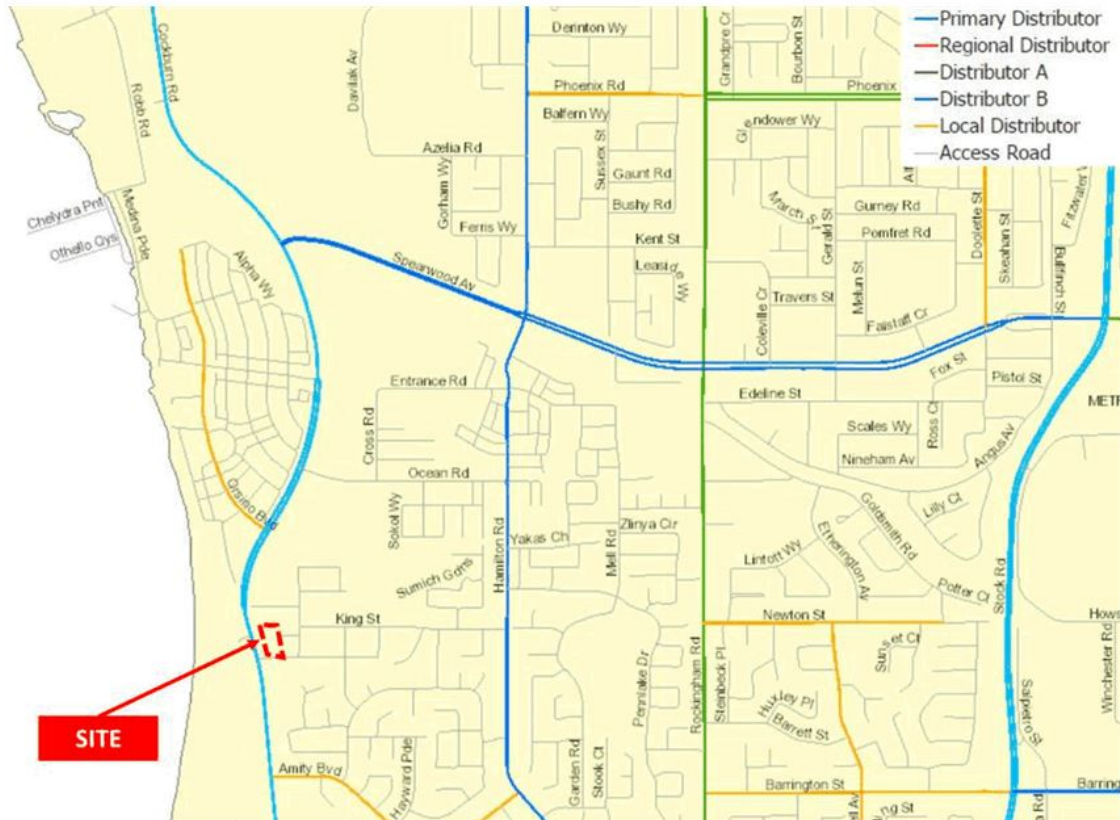 Primary Distributor
Regional Distributor
Distributor A
Distributor B
Local Distributor
Access Road
Cockburn Rd
Robb Rd
Davilak Av
Derinton Wy
Grandpre Cr
Bourbon St
Phoenix Rd
Phoenix
Balfern Wy
Sussex St
Azelia Rd
Gorham Wy
Gaunt Rd
Bushy Rd
Ferris Wy
Kent St
Glendower Wy
March St
Gerald St
Gurney Rd
Pomfret Rd
Doolette St
Skeahan St
Bullfinch St
Chelydra Pnt
Othello Qys
Medina Pde
Alpha Wy
Spearwood Av
Coleville Cr
Travers St
Melun St
Falstaff Cr
Fox St
Pistol St
Edeline St
METR
Entrance Rd
Cross Rd
Scales Wy
Ross Ct
Nineham Av
Angus Av
Ocean Rd
Orsino Bvd
Sokol Wy
Hamilton Rd
Yakas Ch
Zlinya Cir
Mell Rd
Goldsmith Rd
Lilly Ct
Etherington Av
Lintott Wy
Potter Ct
Stock Rd
Sumich Gdns
King St
Newton St
Hows
Winchester Rd
Pennlake Dr
Rockingham Rd
Steinbeck Pl
Sunset Ct
Huxley Pl
Barrett St
SITE
Amity Bvd
Hayward Pde
Garden Rd
Stook Ct
Barrington St
Barring